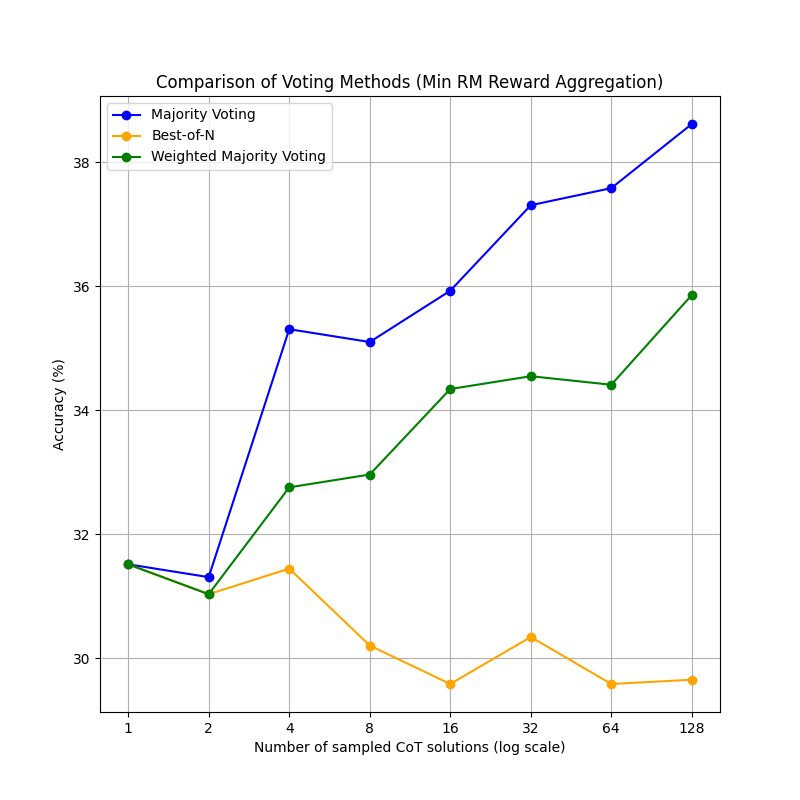 Comparison of Voting Methods (Min RM Reward Aggregation)
Majority Voting
Best-of-N
Weighted Majority Voting
38
36
34
32
30
Accuracy (%)
1 2 4 8 16 32 64 128
Number of sampled CoT solutions (log scale)